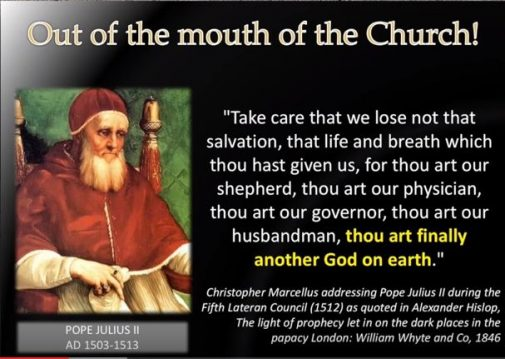 Out of the mouth of the Church!
"Take care that we lose not that
salvation, that life and breath which
thou hast given us, for thou art our
shepherd, thou art our physician,
thou art our governor, thou art our
husbandman, thou art finally
another God on earth."
Christopher Marcellus addressing Pope Julius II during the
Fifth Lateran Council (1512) as quoted in Alexander Hislop,
The light of prophecy let in on the dark places in the
papacy London: William Whyte and Co, 1846
POPE JULIUS II
AD 1503-1513